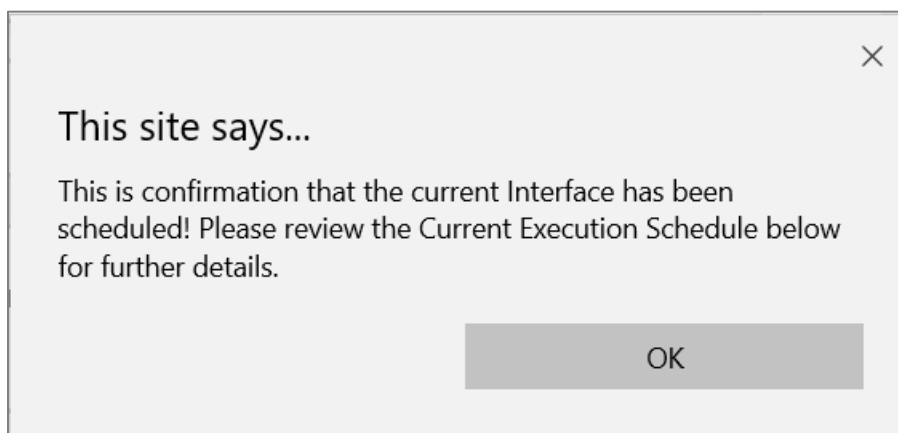 This site says...
This is confirmation that the current Interface has been
scheduled! Please review the Current Execution Schedule below
for further details.
OK